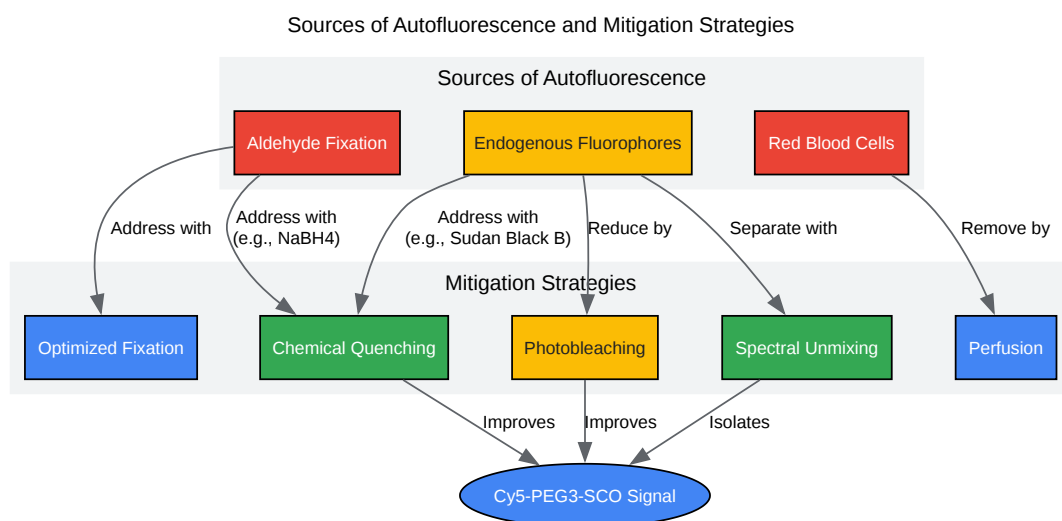 Sources of Autofluorescence and Mitigation Strategies
Sources of Autofluorescence
Aldehyde Fixation
Endogenous Fluorophores
Red Blood Cells
Address with
Address with
(e.g., NaBH4)
Address with
(e.g., Sudan Black B)
Reduce by
Separate with
Remove by
Mitigation Strategies
Optimized Fixation
Chemical Quenching
Photobleaching
Spectral Unmixing
Perfusion
Improves
Improves
Isolates
Cy5-PEG3-SCO Signal